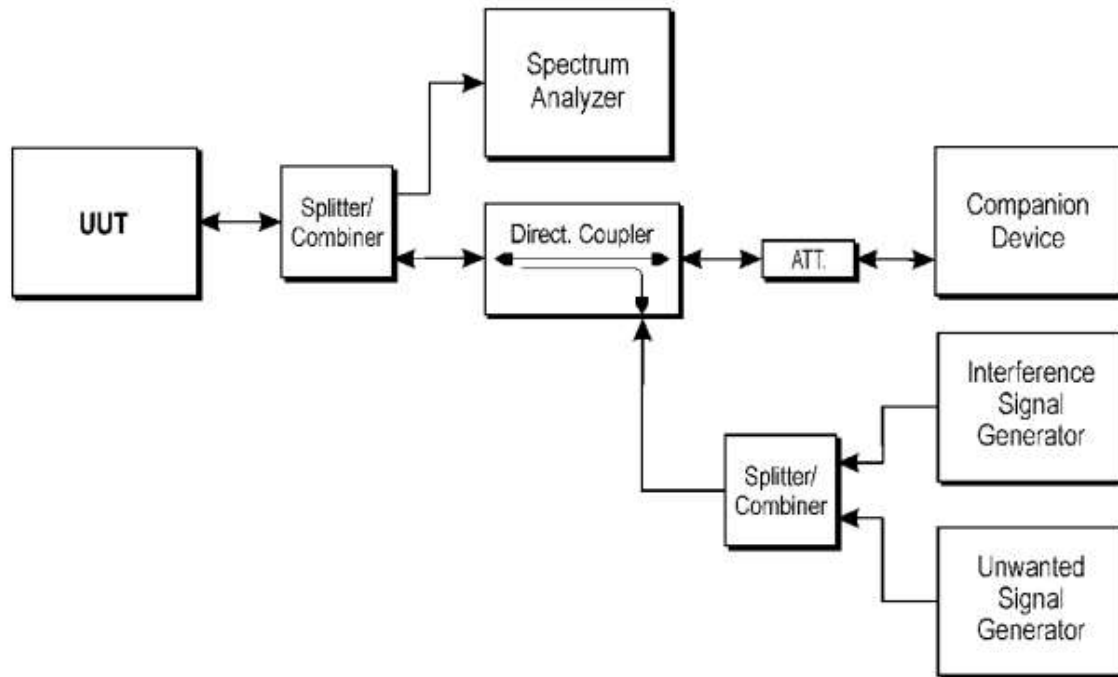 Spectrum
Analyzer
UUT
Splitter/
Combiner
Direct. Coupler
ATT.
Companion
Device
Interference
Signal
Generator
Splitter/
Combiner
Unwanted
Signal
Generator